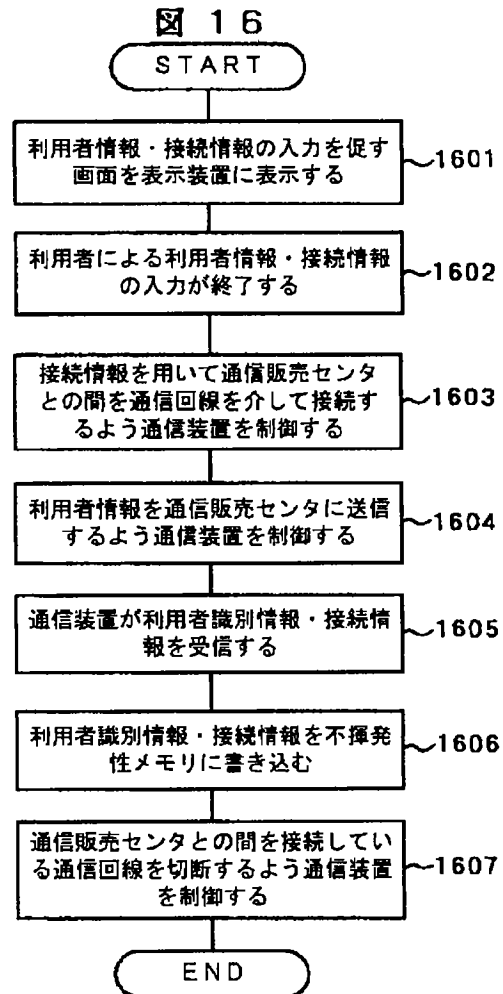 図 16
START
利用者情報・接続情報の入力を促す
画面を表示装置に表示する
1601
利用者による利用者情報・接続情報
の入力が終了する
1602
接続情報を用いて通信販売センタ
との間を通信回線を介して接続す
るよう通信装置を制御する
1603
利用者情報を通信販売センタに送信
するよう通信装置を制御する
1604
通信装置が利用者識別情報・接続情
報を受信する
1605
利用者識別情報・接続情報を不揮発
性メモリに書き込む
1606
通信販売センタとの間を接続してい
る通信回線を切断するよう通信装置
を制御する
1607
END